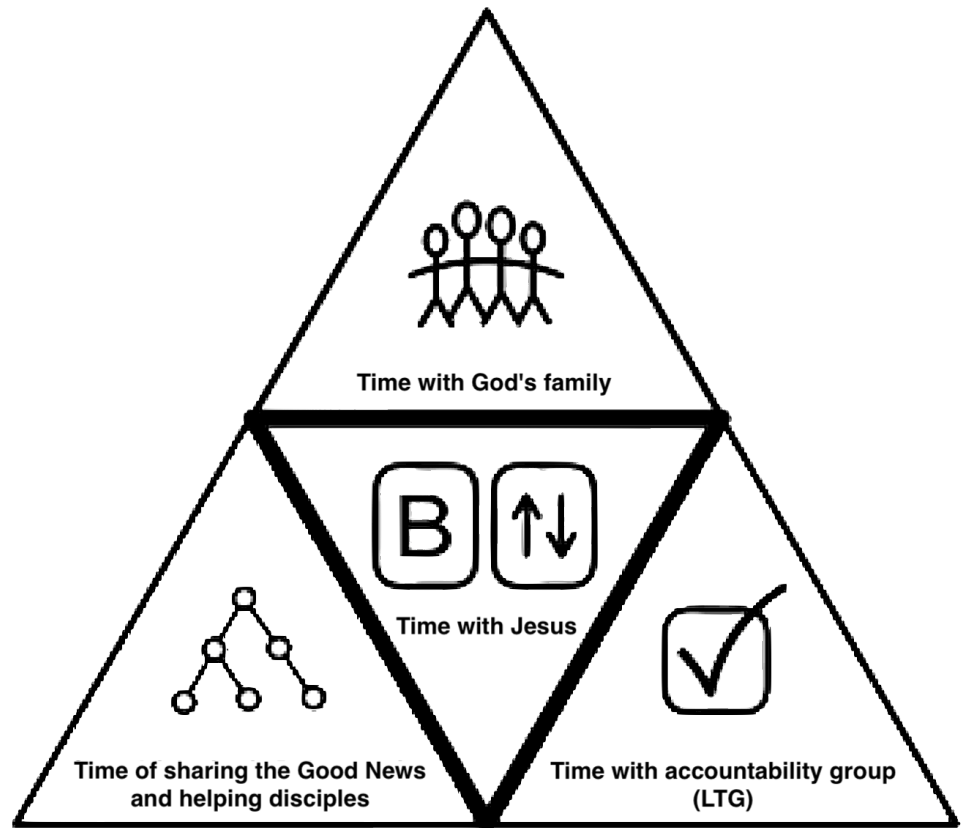 Time with God's family
B
Time with Jesus
Time of sharing the Good News
and helping disciples
Time with accountability group
(LTG)